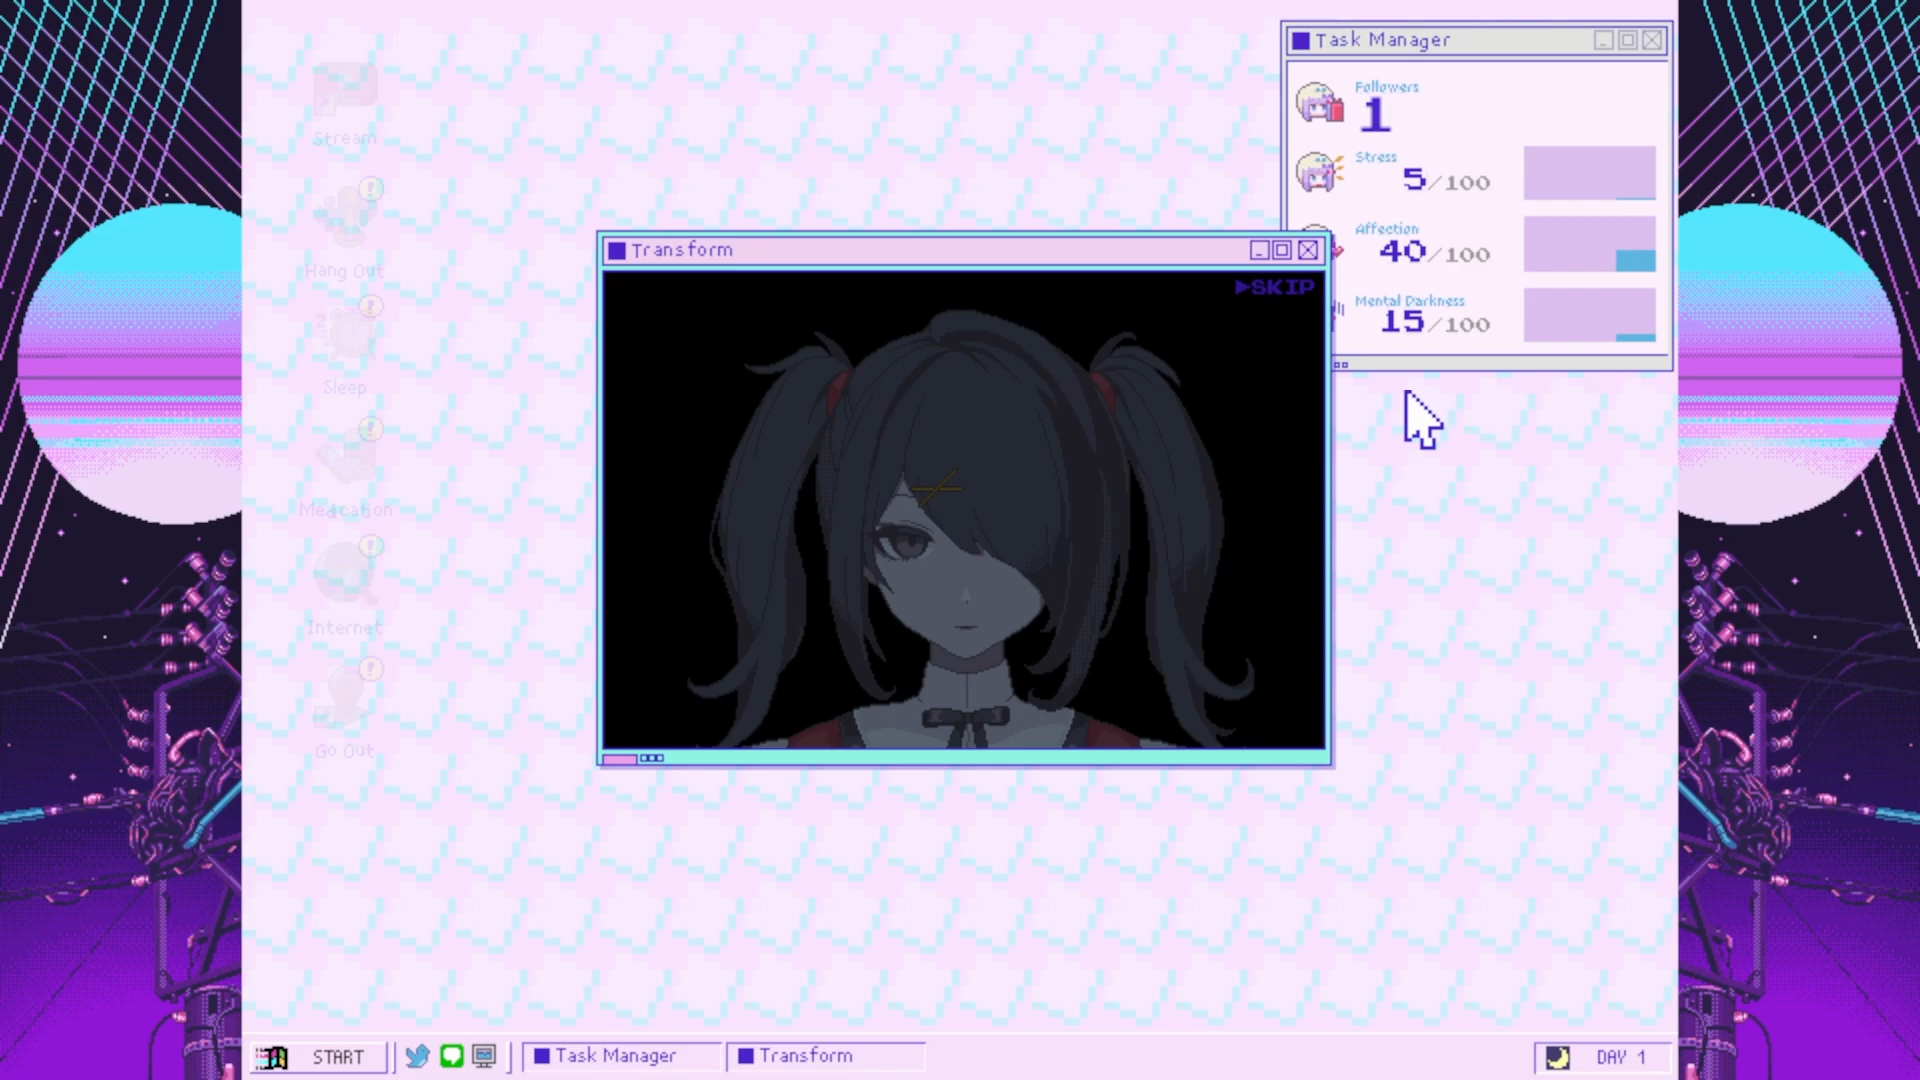 Task Manager
Followers
1
Stress
5/100
Affection
40/100
Mental Darkness
15/100
Transform
▶SKIP
Stream
Hang Out
Sleep
Medication
Internet
Go Out
START
Task Manager
Transform
DAY 1